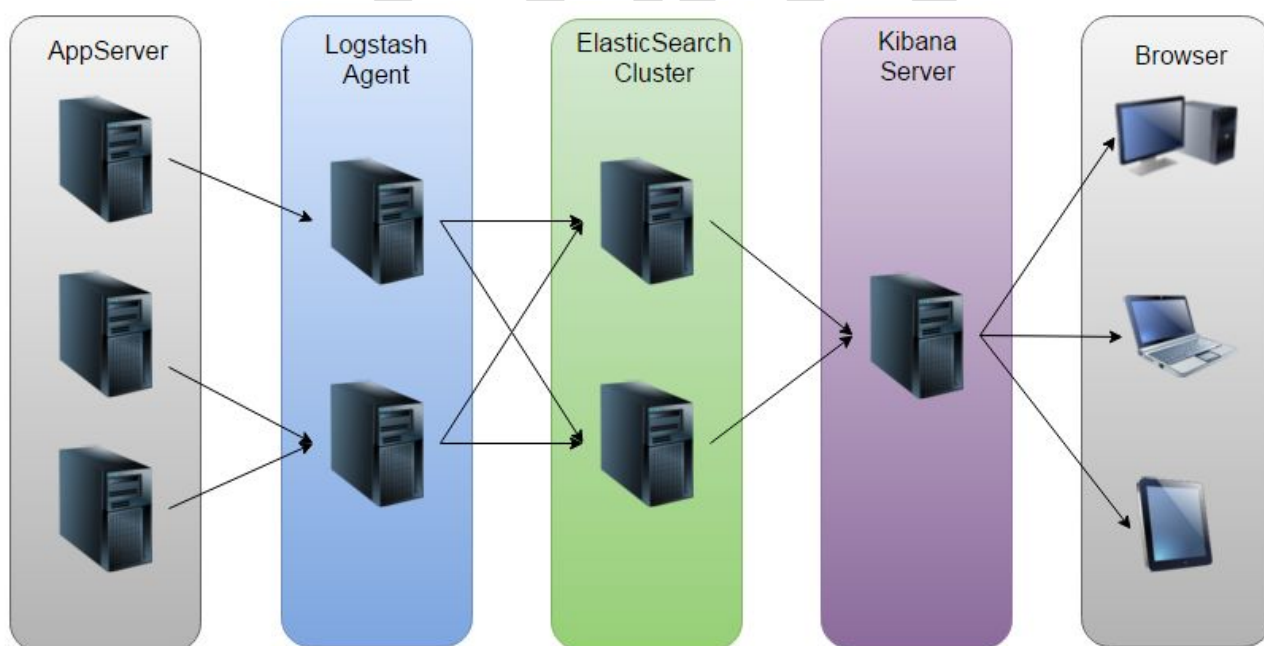 AppServer
Logstash
Agent
ElasticSearch
Cluster
Kibana
Server
Browser